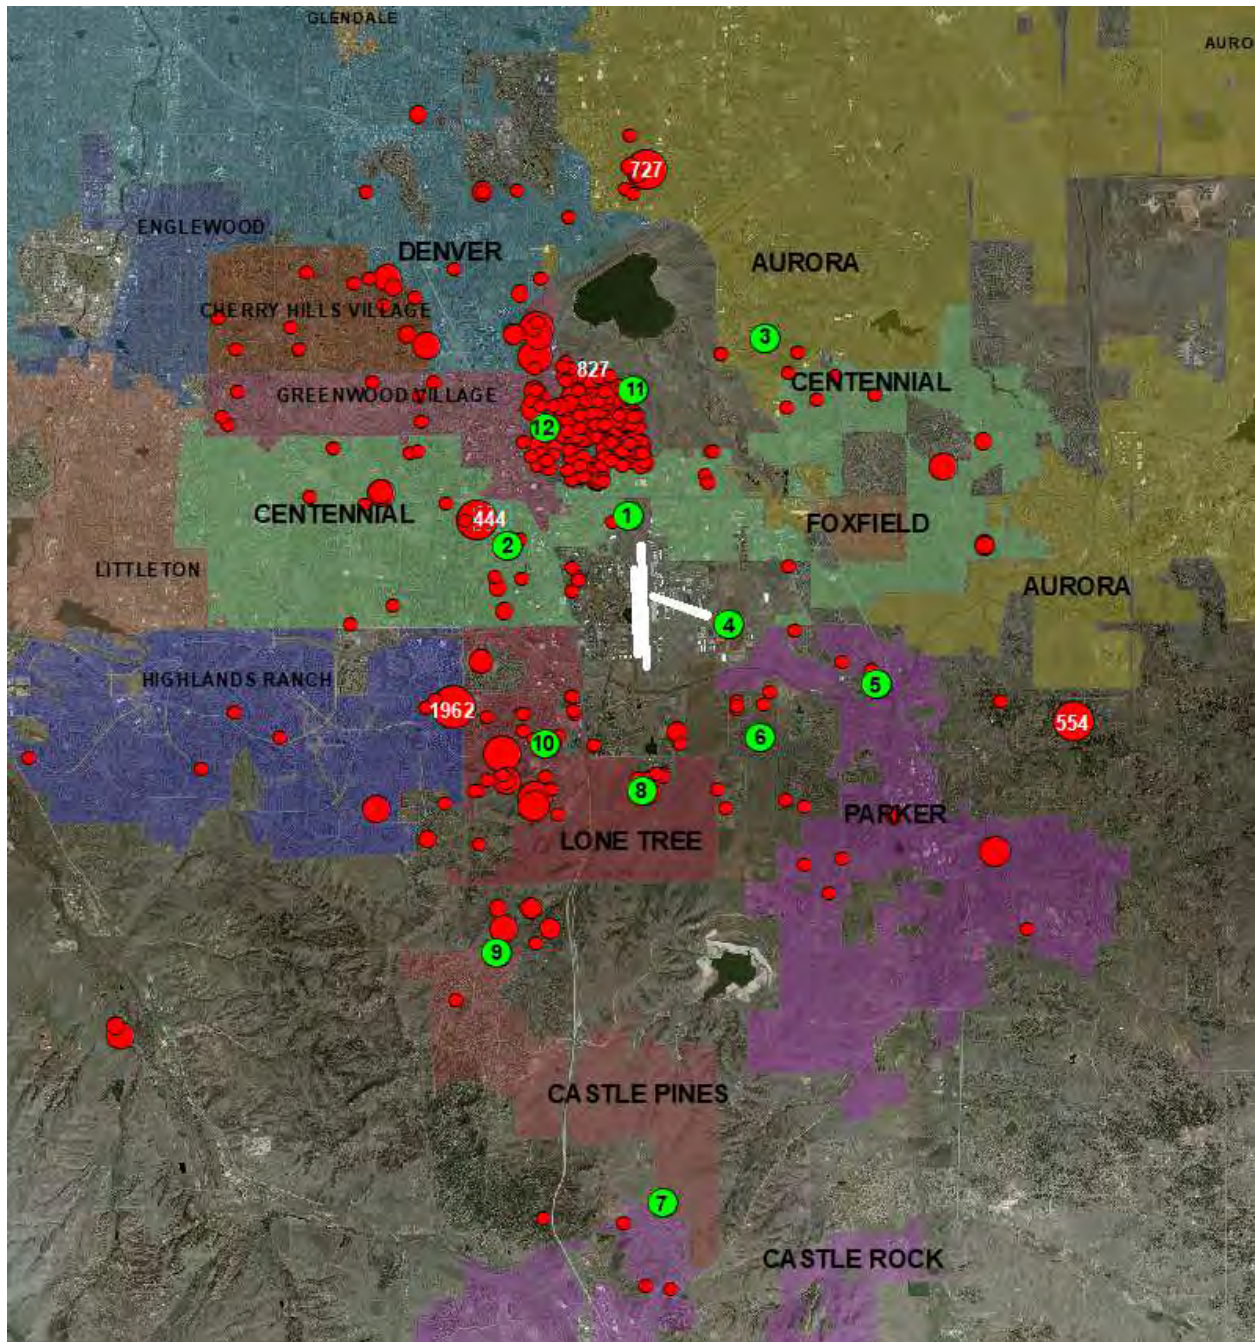 GLENDALE
AURO
727
ENGLEWOOD
DENVER
AURORA
CHERRY HILLS VILLAGE
3
827
CENTENNIAL
11
GREENWOOD VILLAGE
12
CENTENNIAL
444
1
FOXFIELD
2
LITTLETON
AURORA
4
HIGHLANDS RANCH
5
1962
554
10
6
8
PARKER
LONE TREE
9
CASTLE PINES
7
CASTLE ROCK